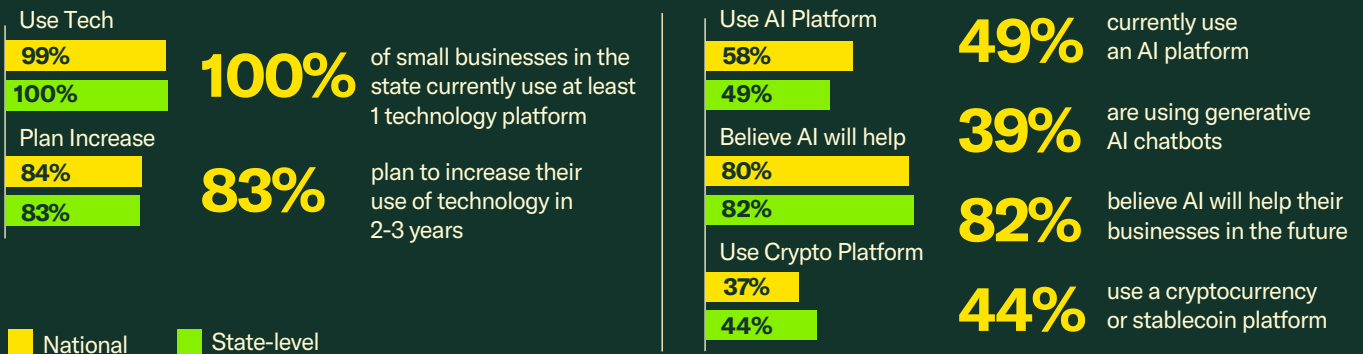 Use Tech
99%
100%
Plan Increase
84%
83%
100%
of small businesses in the
state currently use at least
1 technology platform
83%
plan to increase their
use of technology in
2-3 years
National
State-level
Use AI Platform
58%
49%
Believe AI will help
80%
82%
Use Crypto Platform
37%
44%
49%
currently use
an AI platform
39%
are using generative
AI chatbots
82%
believe AI will help their
businesses in the future
44%
use a cryptocurrency
or stablecoin platform